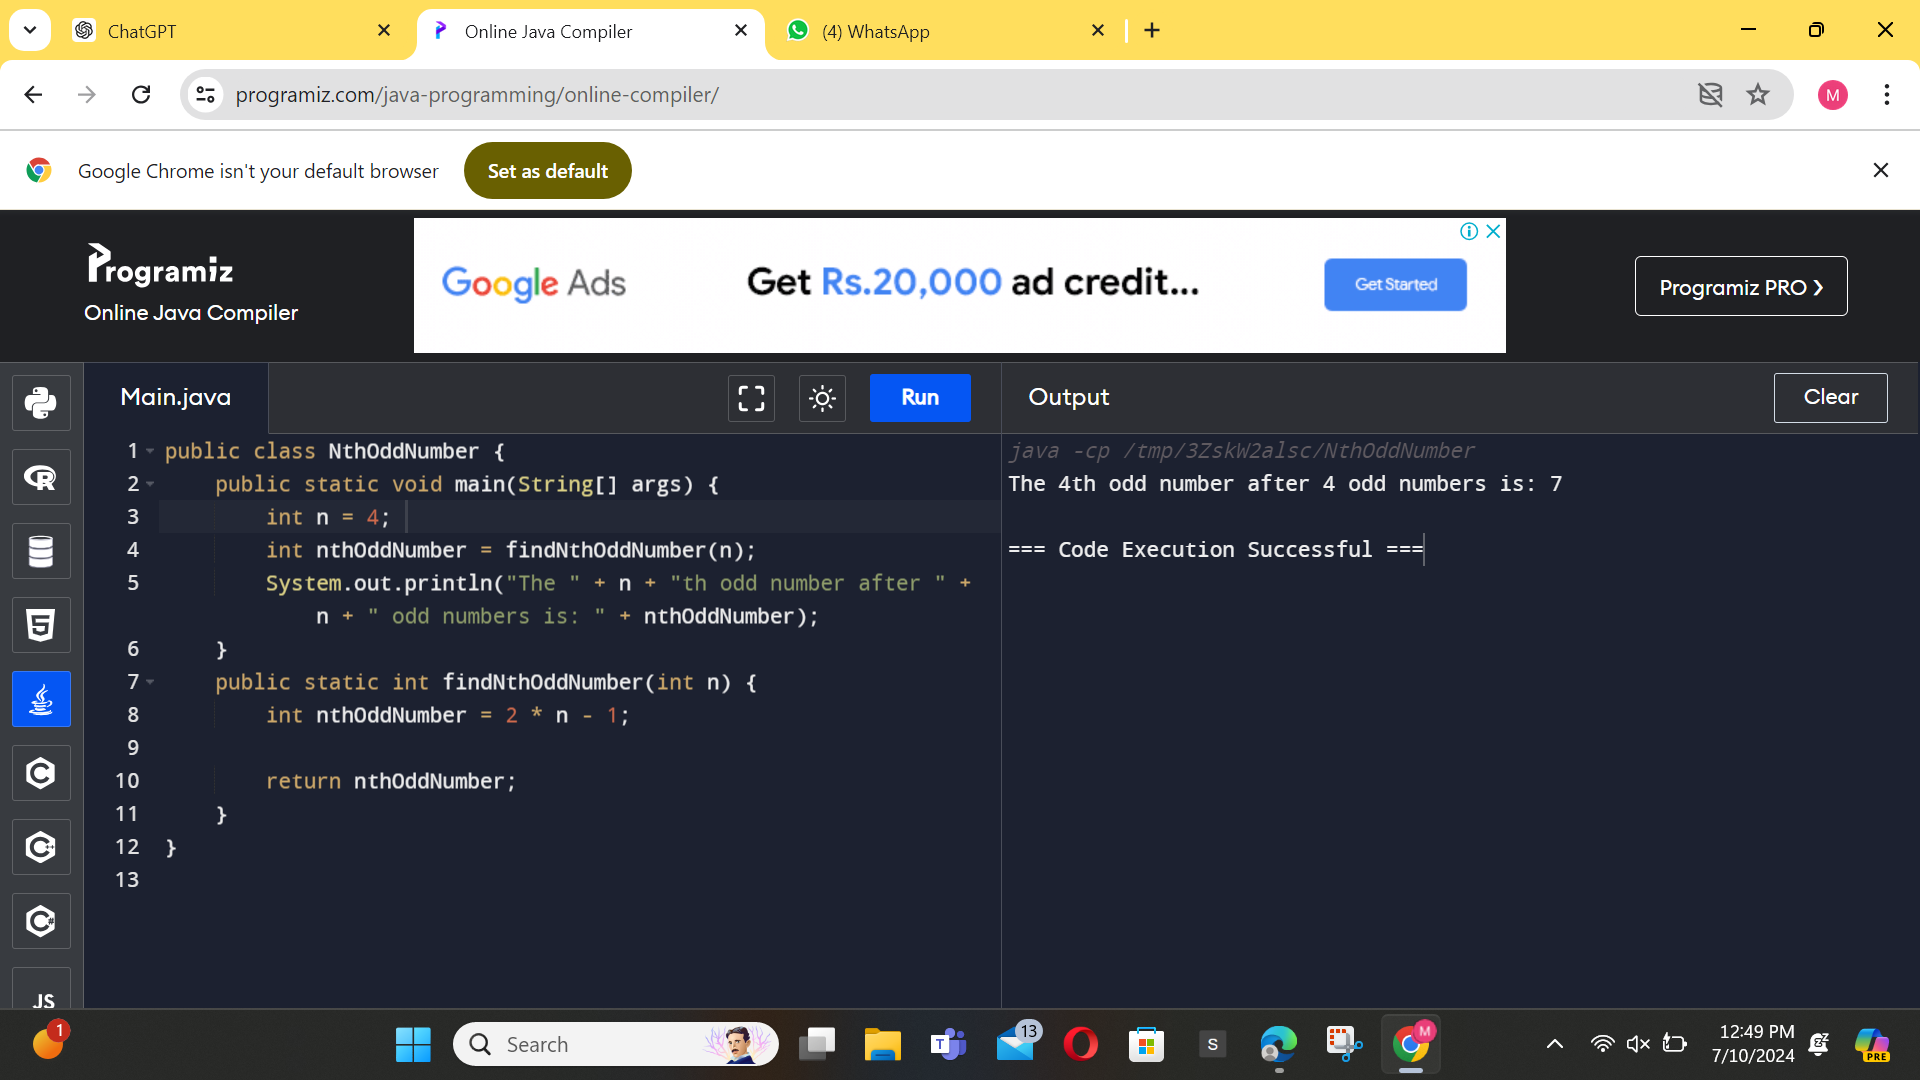 ChatGPT
Online Java Compiler
(4) WhatsApp
programiz.com/java-programming/online-compiler/
M
Google Chrome isn't your default browser
Set as default
Programiz
Online Java Compiler
Google Ads
Get Rs.20,000 ad credit...
Get Started
Programiz PRO ❯
Main.java
Run
Output
Clear
1 public class NthOddNumber {
2 public static void main(String[] args) {
3 int n = 4;
4 int nthOddNumber = findNthOddNumber(n);
5 System.out.println("The " + n + "th odd number after " +
n + " odd numbers is: " + nthOddNumber);
6 }
7 public static int findNthOddNumber(int n) {
8 int nthOddNumber = 2 * n - 1;
9
10 return nthOddNumber;
11 }
12 }
13
java -cp /tmp/3ZskW2alsc/NthOddNumber
The 4th odd number after 4 odd numbers is: 7
=== Code Execution Successful ===
R
5
C
C++
C#
JS
1
Search
T
13
S
M
12:49 PM
7/10/2024
PRE